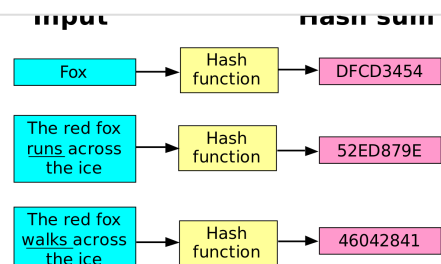 Input
Hash sum
Fox
Hash
function
DFCD3454
The red fox
runs across
the ice
Hash
function
52ED879E
The red fox
walks across
the ice
Hash
function
46042841